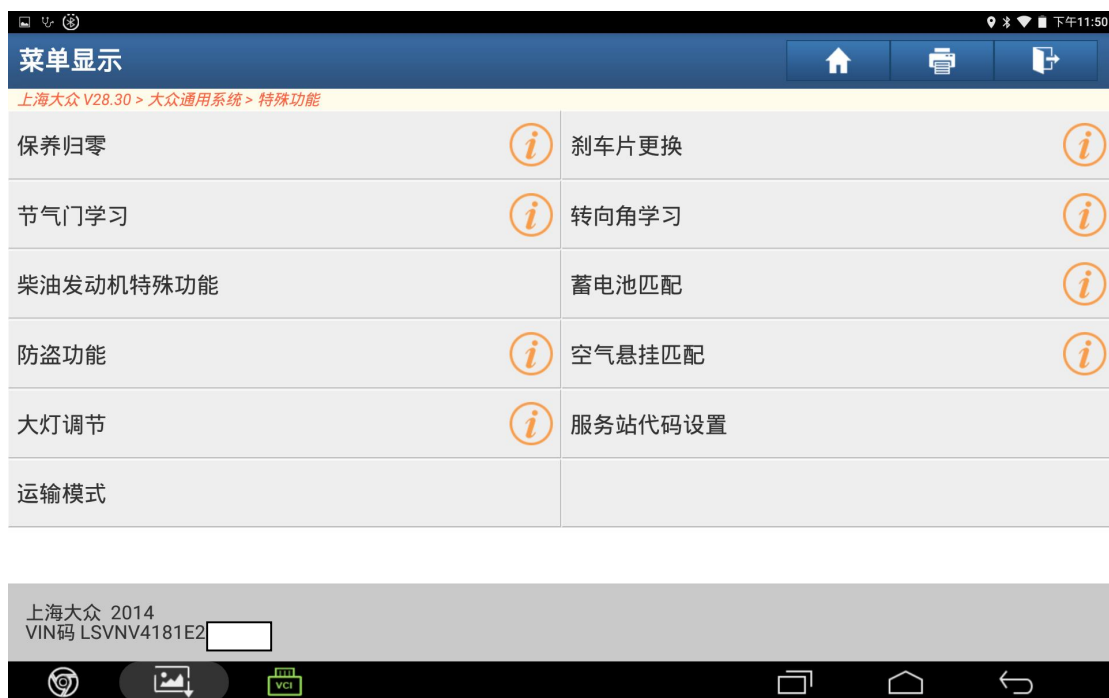 下午11:50
菜单显示
上海大众 V28.30 > 大众通用系统 > 特殊功能
保养归零
刹车片更换
节气门学习
转向角学习
柴油发动机特殊功能
蓄电池匹配
防盗功能
空气悬挂匹配
大灯调节
服务站代码设置
运输模式
上海大众 2014
VIN码 LSVNV4181E2
VCI